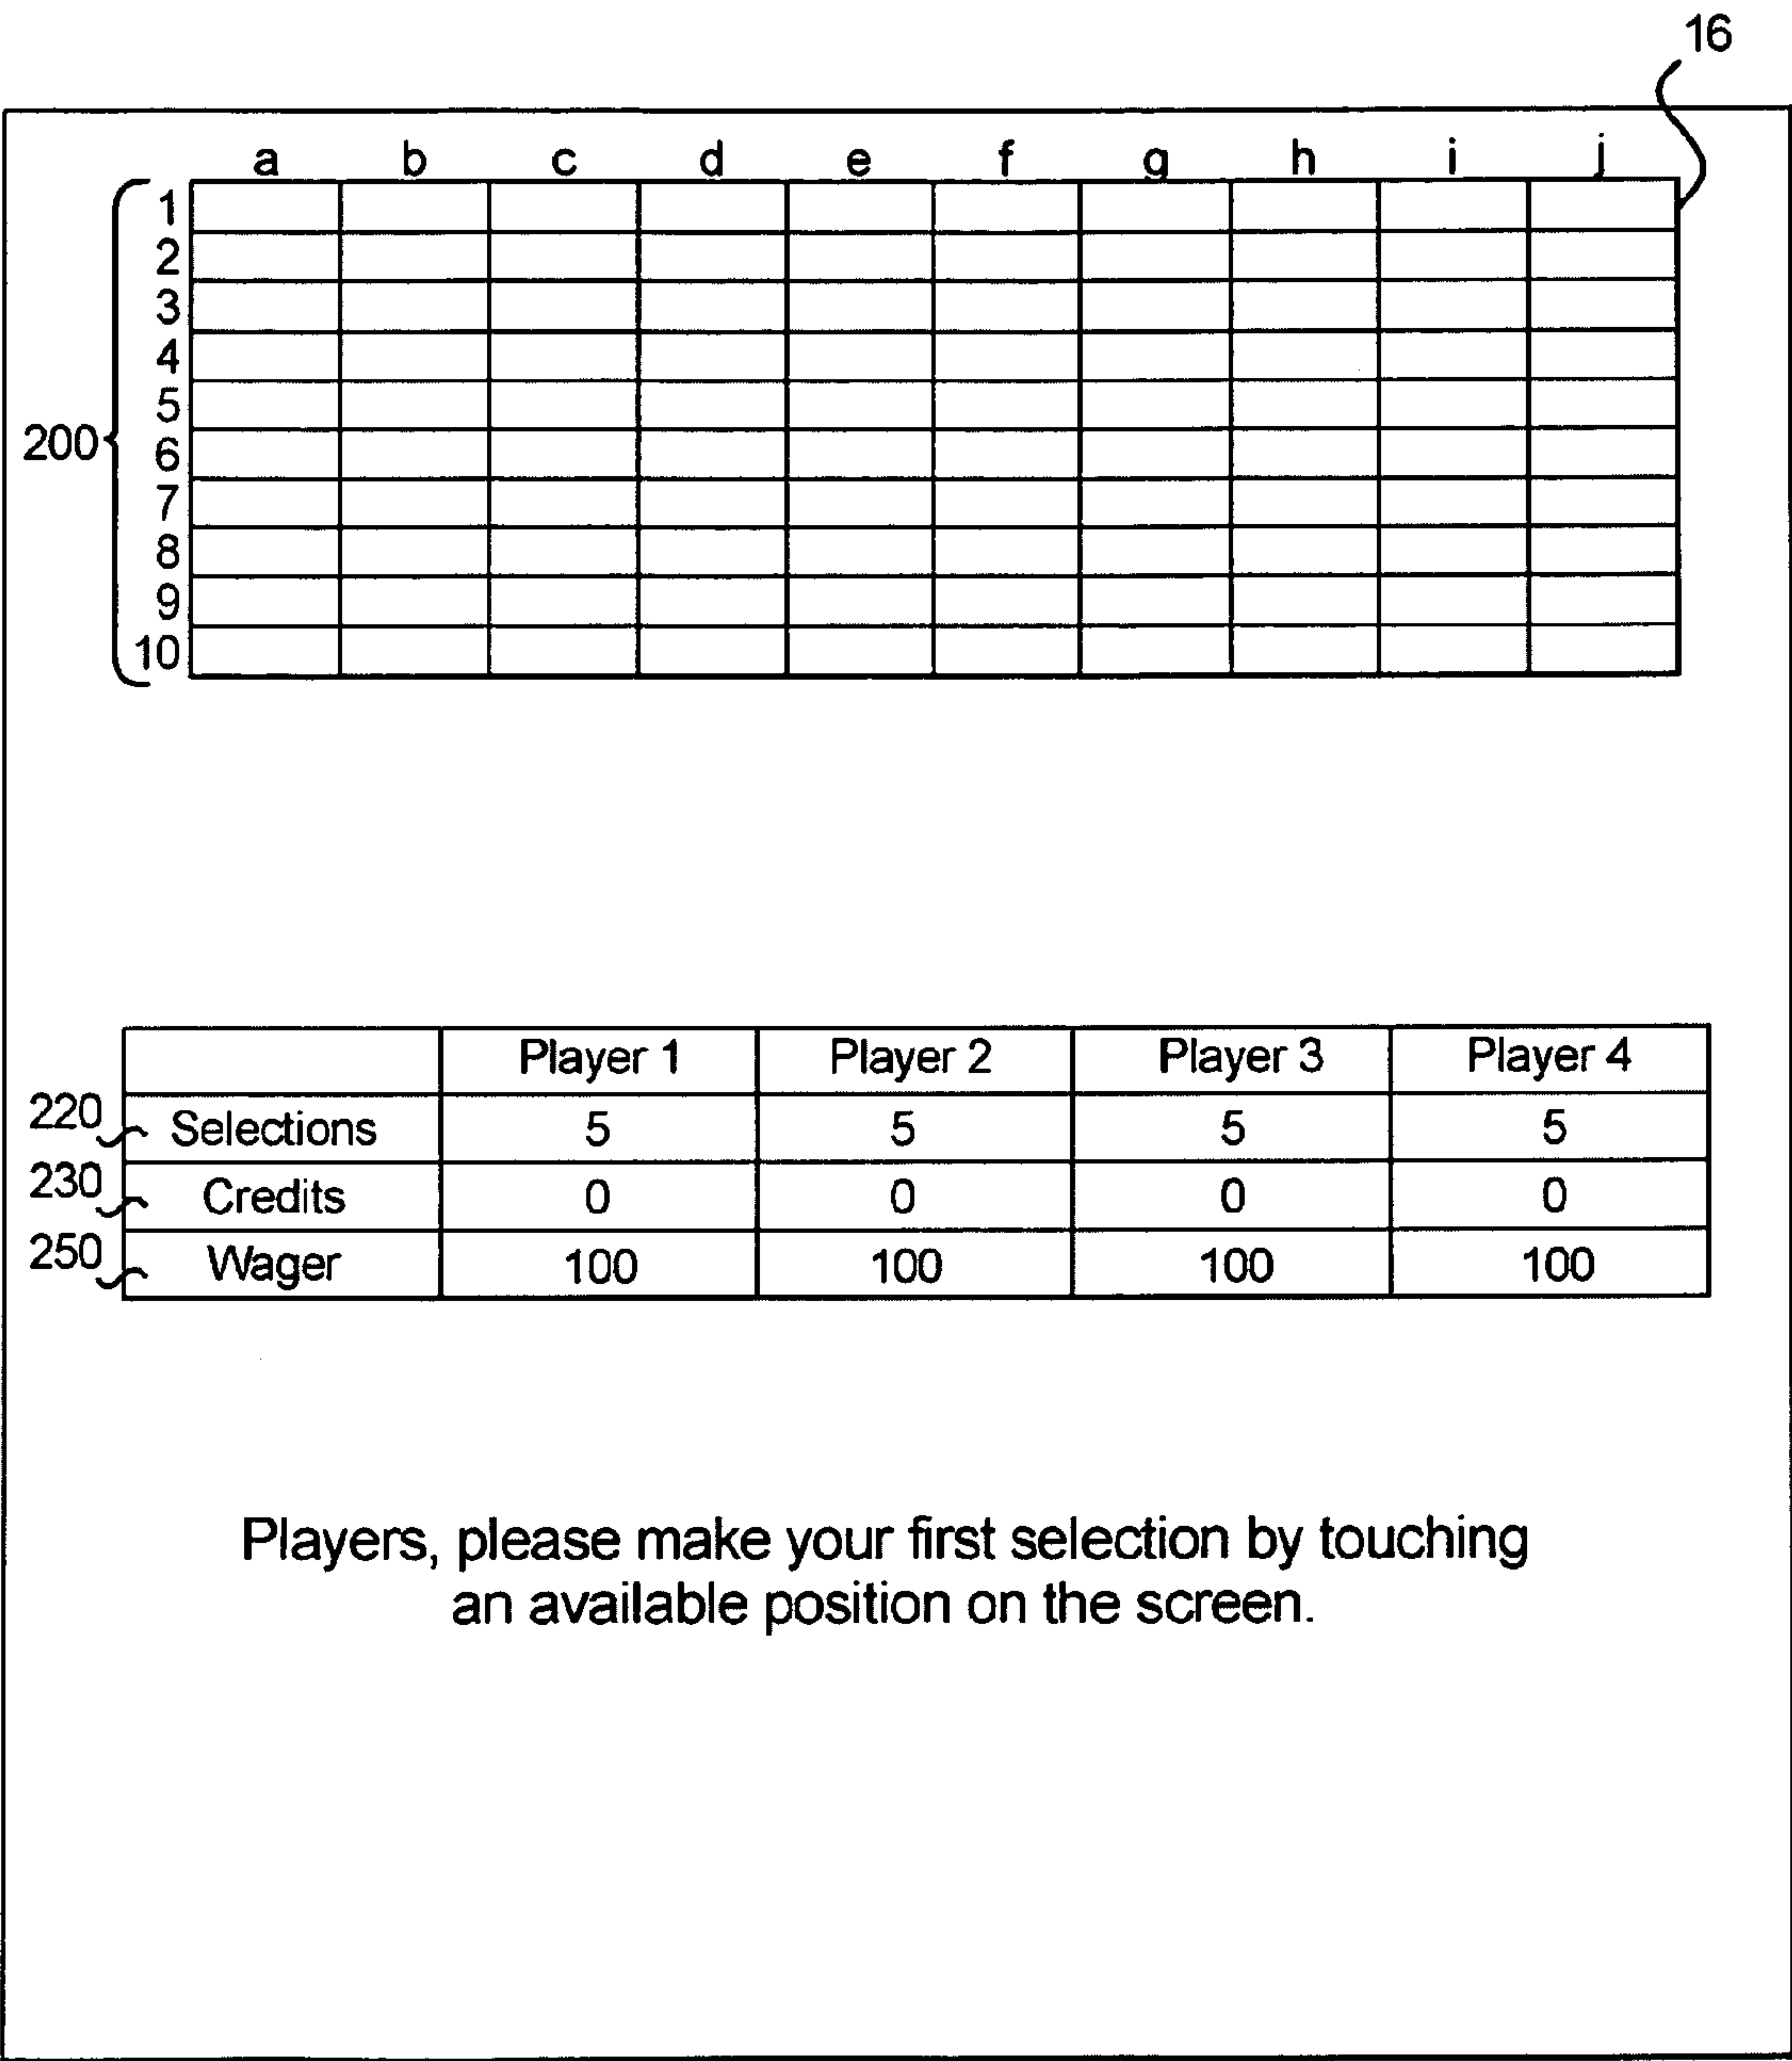 16
a b c d e f g h i j
1
2
3
4
5
200
6
7
8
9
10
Player 1 Player 2 Player 3 Player 4
220 Selections 5 5 5 5
230 Credits 0 0 0 0
250 Wager 100 100 100 100
Players, please make your first selection by touching
an available position on the screen.